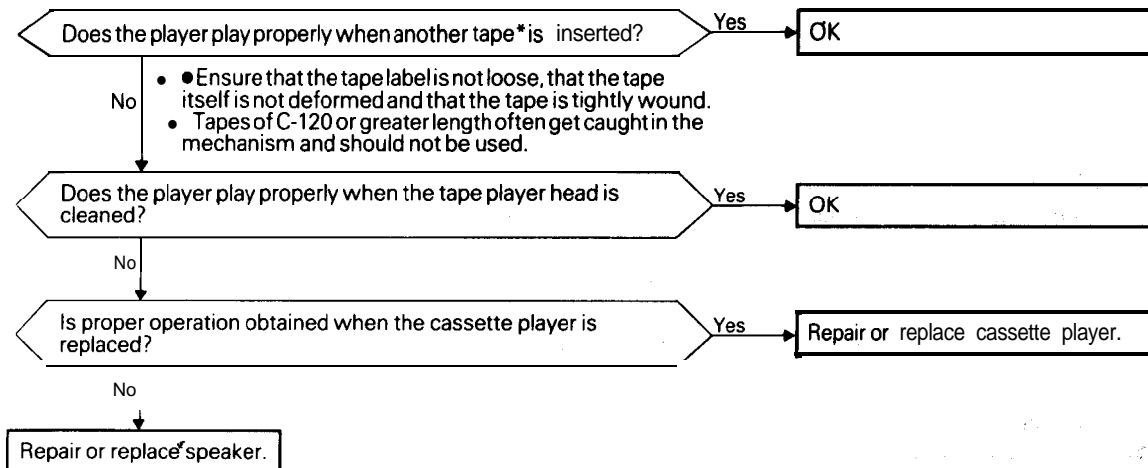 Does the player play properly when another tape* is inserted?
Yes
OK
No
• ●Ensure that the tape label is not loose, that the tape
itself is not deformed and that the tape is tightly wound.
• Tapes of C-120 or greater length often get caught in the
mechanism and should not be used.
Does the player play properly when the tape player head is
cleaned?
Yes
OK
No
Is proper operation obtained when the cassette player is
replaced?
Yes
Repair or replace cassette player.
No
Repair or replace speaker.